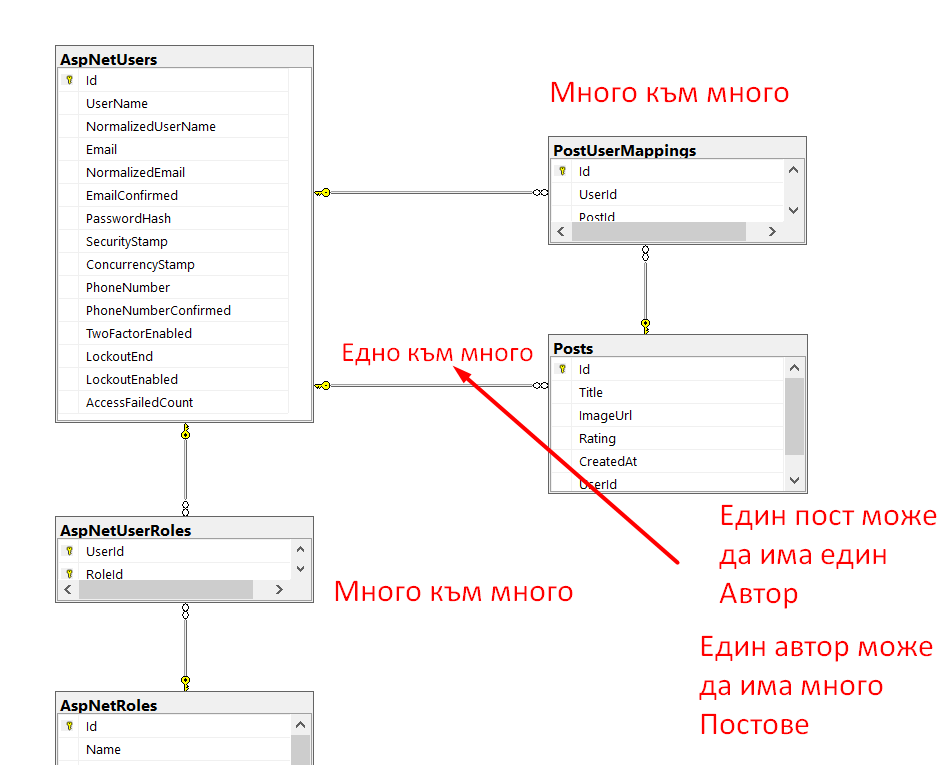 AspNetUsers
Id
UserName
NormalizedUserName
Email
NormalizedEmail
EmailConfirmed
PasswordHash
SecurityStamp
ConcurrencyStamp
PhoneNumber
PhoneNumberConfirmed
TwoFactorEnabled
LockoutEnd
LockoutEnabled
AccessFailedCount
Много към много
PostUserMappings
Id
UserId
PostId
Едно към много
Posts
Id
Title
ImageUrl
Rating
CreatedAt
UserId
Един пост може
да има един
Автор
Един автор може
да има много
Постове
AspNetUserRoles
UserId
RoleId
Много към много
AspNetRoles
Id
Name